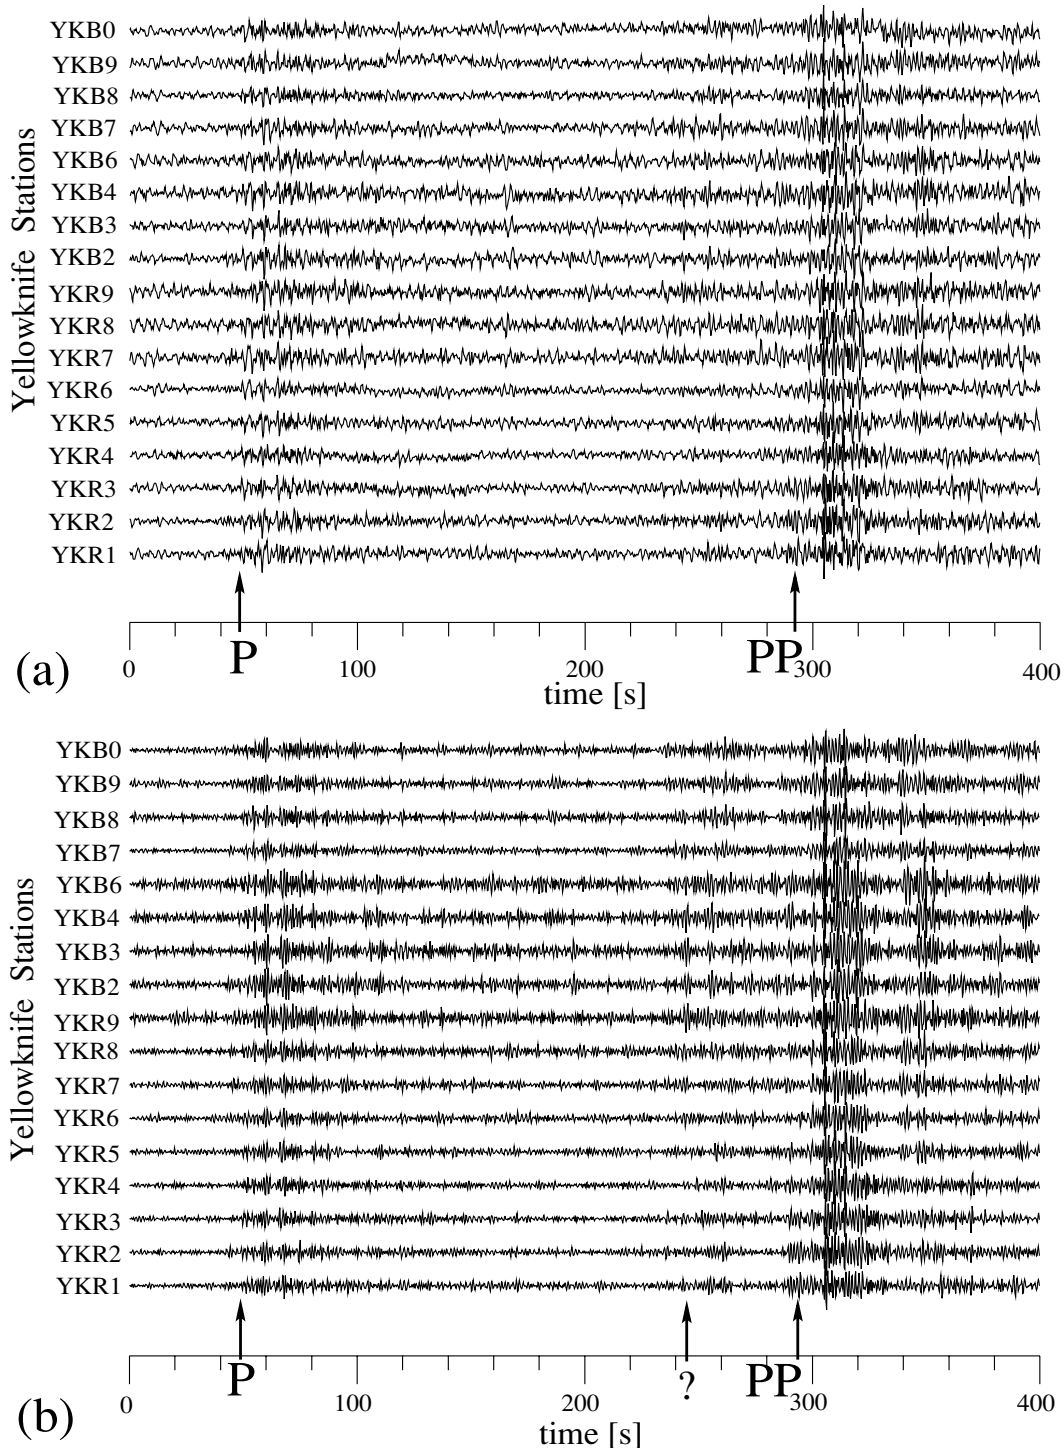 YKB0
YKB9
YKB8
YKB7
YKB6
YKB4
YKB3
YKB2
YKR9
YKR8
YKR7
YKR6
YKR5
YKR4
YKR3
YKR2
YKR1
Yellowknife Stations
P
PP
0 100 200 300 400
time [s]
(a)
YKB0
YKB9
YKB8
YKB7
YKB6
YKB4
YKB3
YKB2
YKR9
YKR8
YKR7
YKR6
YKR5
YKR4
YKR3
YKR2
YKR1
Yellowknife Stations
P
?
PP
0 100 200 300 400
time [s]
(b)